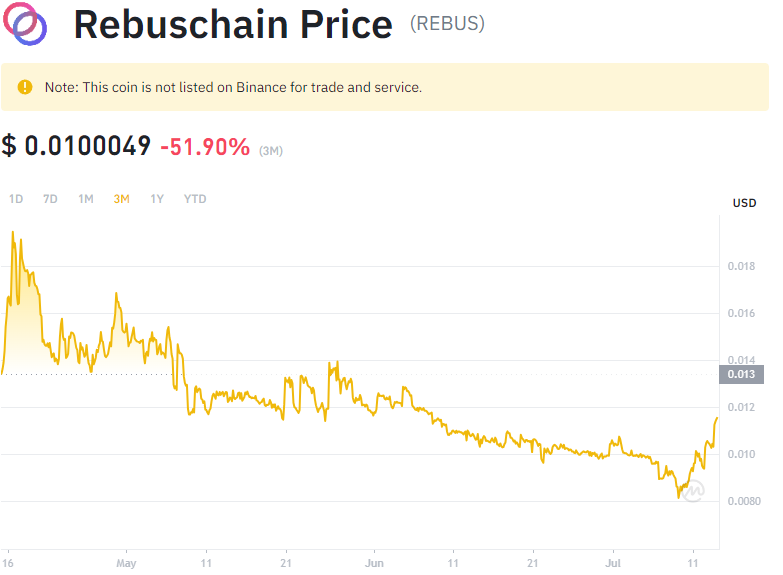 Rebuschain Price (REBUS)
Note: This coin is not listed on Binance for trade and service.
$ 0.0100049 -51.90% (3M)
1D 7D 1M 3M 1Y YTD
USD
0.018
0.016
0.014
0.013
0.012
0.010
0.0080
16 May 11 21 Jun 11 21 Jul 11